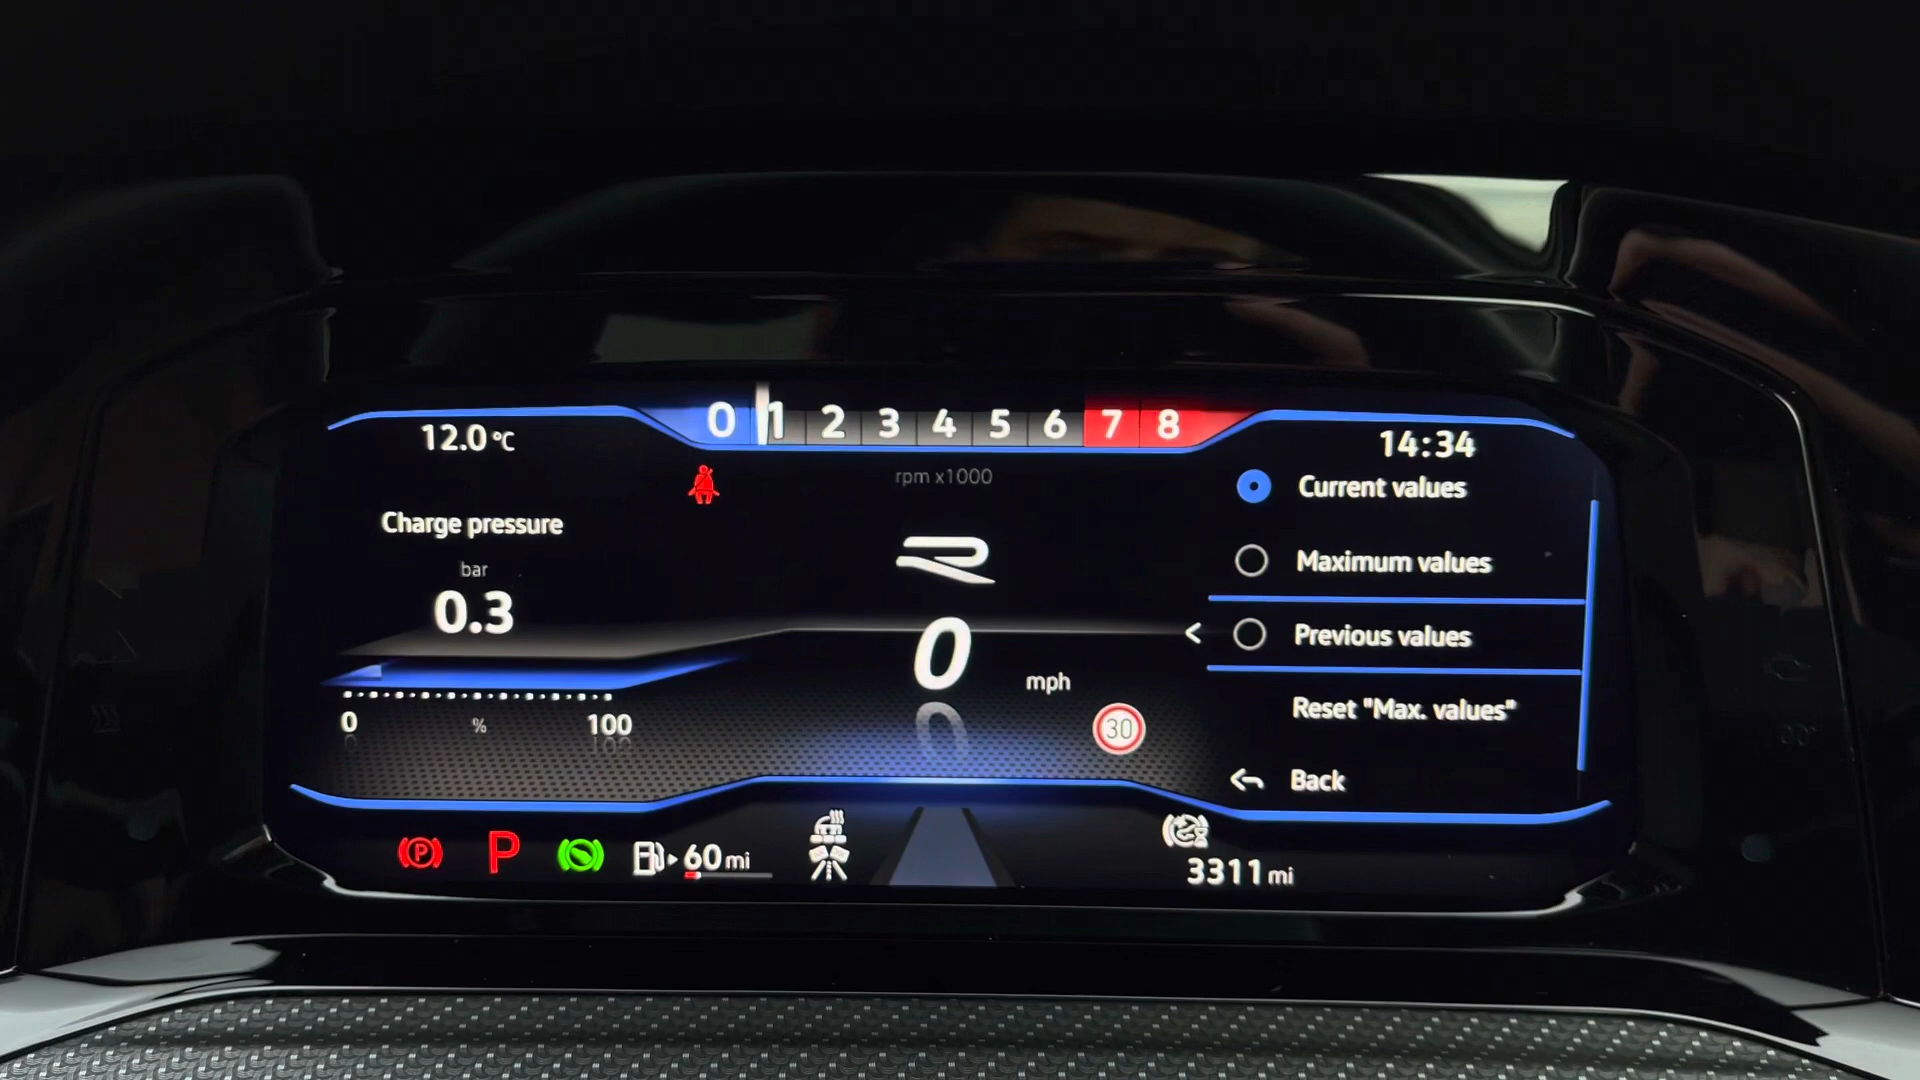 0 1 2 3 4 5 6 7 8
12.0 °C
14:34
rpm x1000
Current values
Charge pressure
bar
0.3
Maximum values
R
0
mph
< Previous values
0 % 100
30
Reset "Max. values"
Back
P P 60 mi
3311 mi